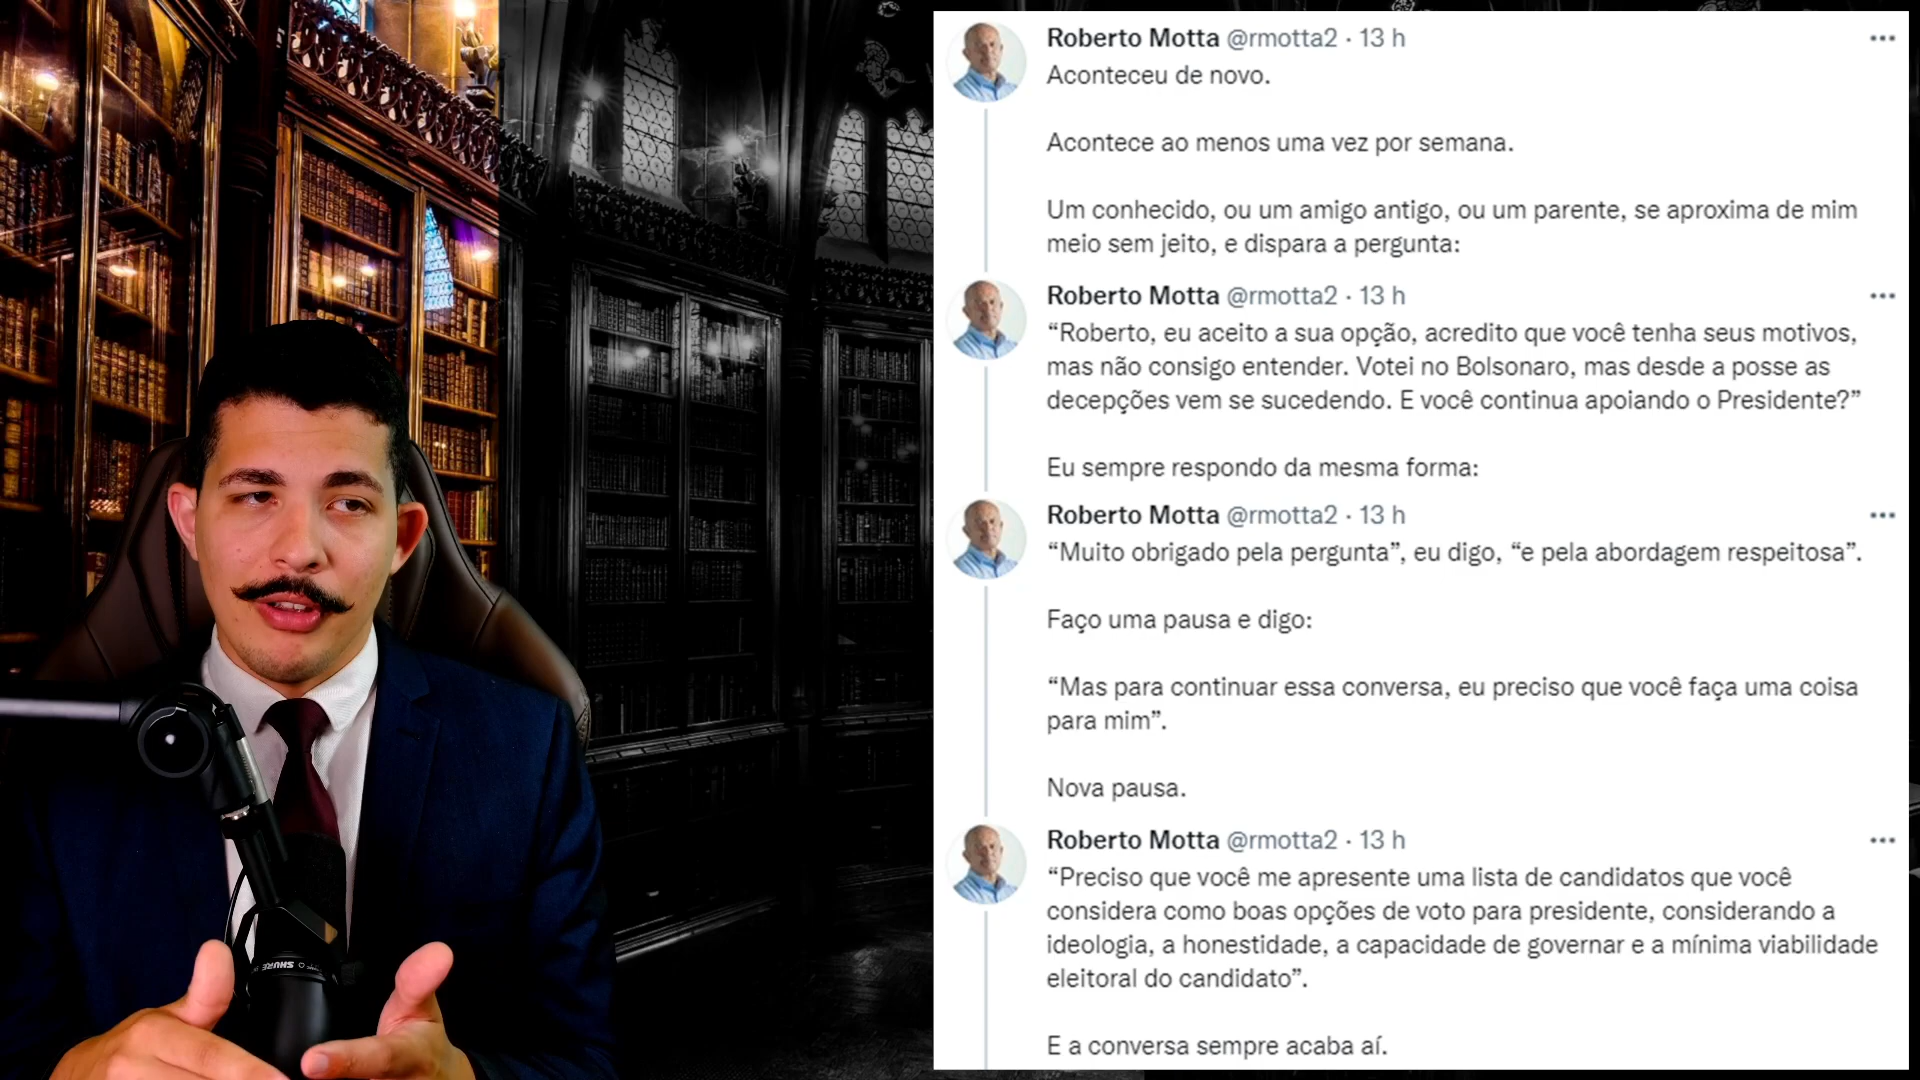 Roberto Motta @rmotta2 · 13 h
Aconteceu de novo.
Acontece ao menos uma vez por semana.
Um conhecido, ou um amigo antigo, ou um parente, se aproxima de mim
meio sem jeito, e dispara a pergunta:
Roberto Motta @rmotta2 · 13 h
“Roberto, eu aceito a sua opção, acredito que você tenha seus motivos,
mas não consigo entender. Votei no Bolsonaro, mas desde a posse as
decepções vem se sucedendo. E você continua apoiando o Presidente?”
Eu sempre respondo da mesma forma:
Roberto Motta @rmotta2 · 13 h
“Muito obrigado pela pergunta”, eu digo, “e pela abordagem respeitosa”.
Faço uma pausa e digo:
“Mas para continuar essa conversa, eu preciso que você faça uma coisa
para mim”.
Nova pausa.
Roberto Motta @rmotta2 · 13 h
“Preciso que você me apresente uma lista de candidatos que você
considera como boas opções de voto para presidente, considerando a
ideologia, a honestidade, a capacidade de governar e a mínima viabilidade
eleitoral do candidato”.
E a conversa sempre acaba aí.
SHURE